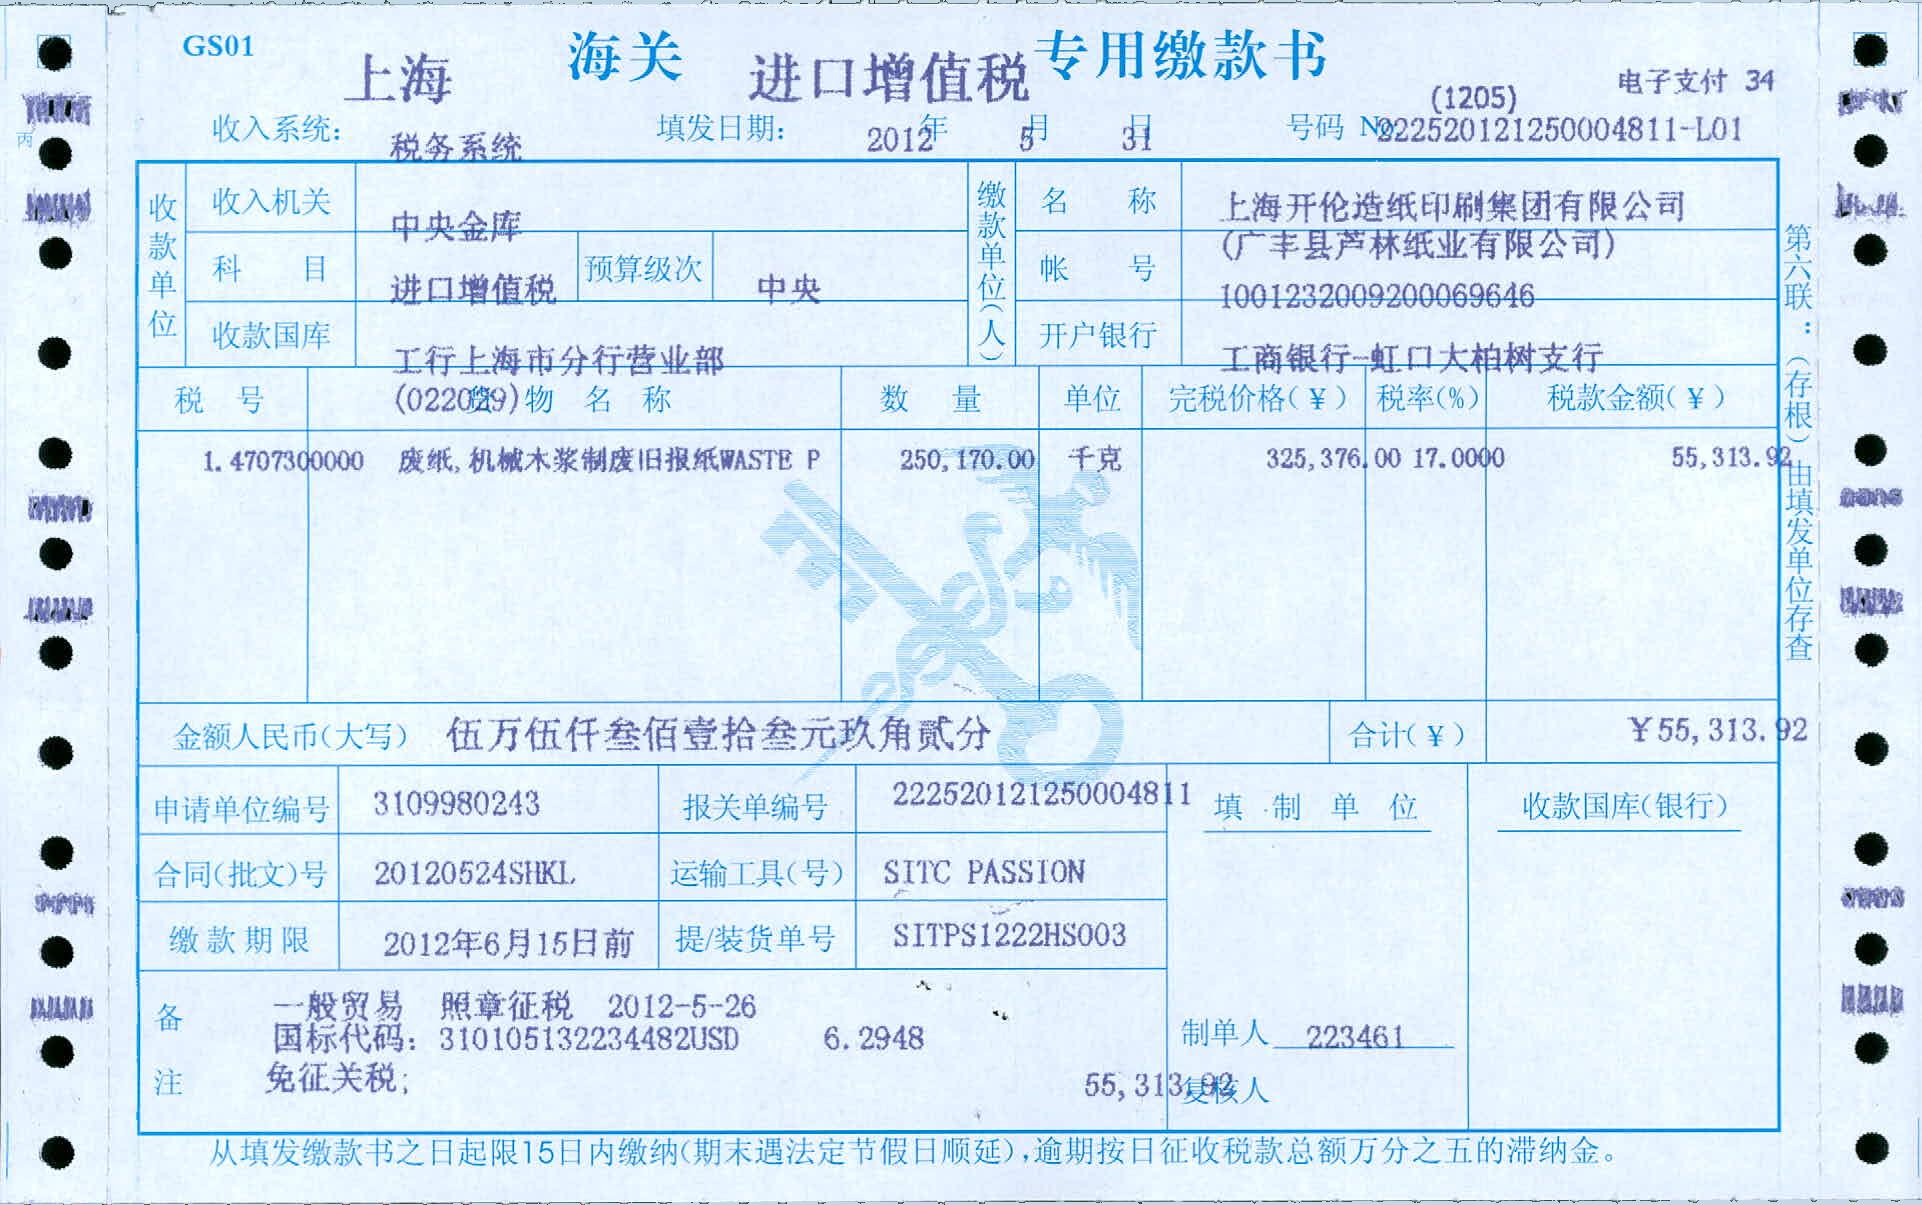 GS01
上海 海关 进口增值税 专用缴款书
电子支付 34
(1205)
收入系统: 税务系统 填发日期: 2012年 5月 31日 号码 No 222520121250004811-L01
丙
收款单位 收入机关 中央金库
科 目 进口增值税 预算级次 中央
收款国库 工行上海市分行营业部
(022029)
缴款单位(人) 名 称 上海开伦造纸印刷集团有限公司
(广丰县芦林纸业有限公司)
帐 号 1001232009200069646
开户银行 工商银行-虹口大柏树支行
税 号 货 物 名 称 数 量 单位 完税价格(¥) 税率(%) 税款金额(¥)
1.4707300000 废纸,机械木浆制废旧报纸WASTE P 250,170.00 千克 325,376.00 17.0000 55,313.92
金额人民币(大写) 伍万伍仟叁佰壹拾叁元玖角贰分 合计(¥) ¥55,313.92
申请单位编号 3109980243 报关单编号 222520121250004811 填 制 单 位 收款国库(银行)
合同(批文)号 20120524SHKL 运输工具(号) SITC PASSION
缴款期限 2012年6月15日前 提/装货单号 SITPS1222HS003
备注 一般贸易 照章征税 2012-5-26
国标代码: 310105132234482USD 6.2948
免征关税; 55,313.92
制单人 223461
复核人
第六联:(存根)由填发单位存查
从填发缴款书之日起限15日内缴纳(期末遇法定节假日顺延),逾期按日征收税款总额万分之五的滞纳金。